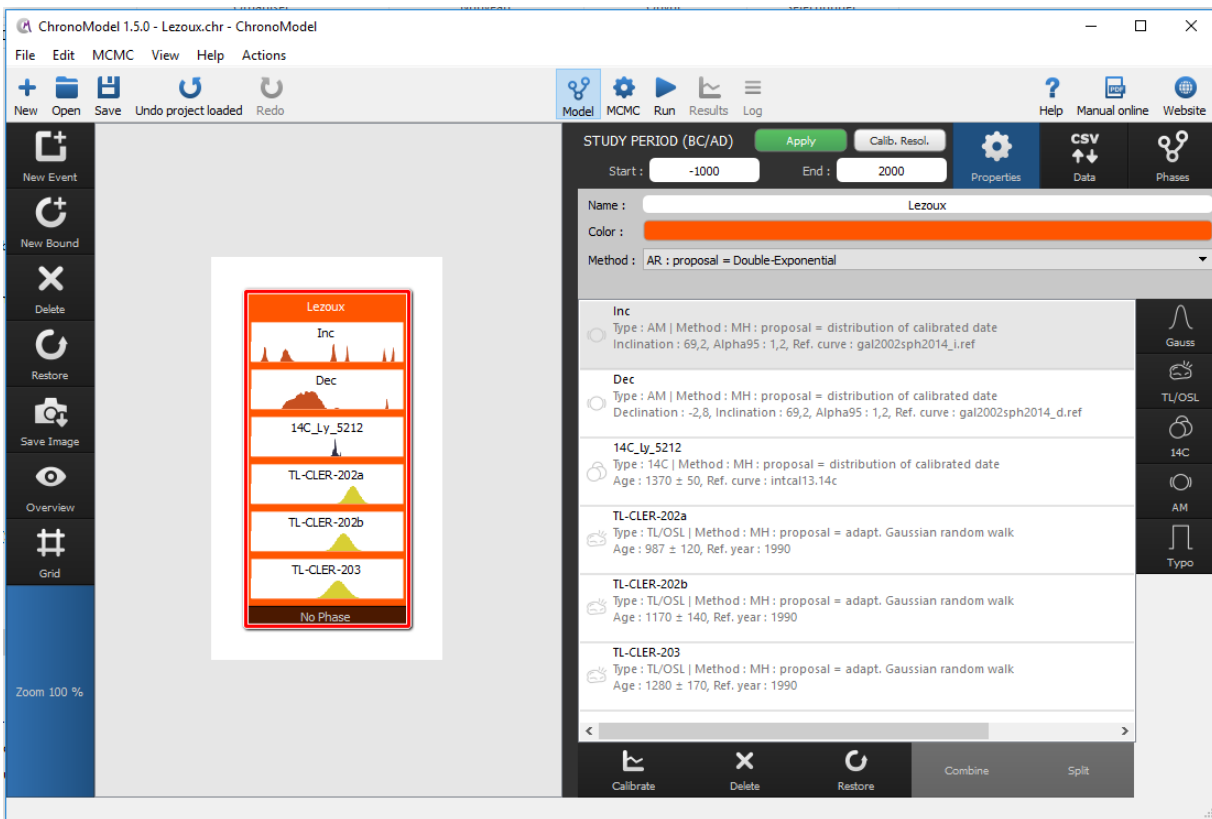 ChronoModel 1.5.0 - Lezoux.chr - ChronoModel
File Edit MCMC View Help Actions
New Open Save Undo project loaded Redo Model MCMC Run Results Log Help Manual online Website
New Event
New Bound
Delete
Restore
Save Image
Overview
Grid
Zoom 100 %
Lezoux
Inc
Dec
14C_Ly_5212
TL-CLER-202a
TL-CLER-202b
TL-CLER-203
No Phase
STUDY PERIOD (BC/AD) Apply Calib. Resol.
Start : -1000 End : 2000
Properties
CSV
Data
Phases
Name : Lezoux
Color :
Method : AR : proposal = Double-Exponential
Inc
Type : AM | Method : MH : proposal = distribution of calibrated date
Inclination : 69,2, Alpha95 : 1,2, Ref. curve : gal2002sph2014_i.ref
Dec
Type : AM | Method : MH : proposal = distribution of calibrated date
Declination : -2,8, Inclination : 69,2, Alpha95 : 1,2, Ref. curve : gal2002sph2014_d.ref
14C_Ly_5212
Type : 14C | Method : MH : proposal = distribution of calibrated date
Age : 1370 ± 50, Ref. curve : intcal13.14c
TL-CLER-202a
Type : TL/OSL | Method : MH : proposal = adapt. Gaussian random walk
Age : 987 ± 120, Ref. year : 1990
TL-CLER-202b
Type : TL/OSL | Method : MH : proposal = adapt. Gaussian random walk
Age : 1170 ± 140, Ref. year : 1990
TL-CLER-203
Type : TL/OSL | Method : MH : proposal = adapt. Gaussian random walk
Age : 1280 ± 170, Ref. year : 1990
Gauss
TL/OSL
14C
AM
Typo
Calibrate Delete Restore Combine Split